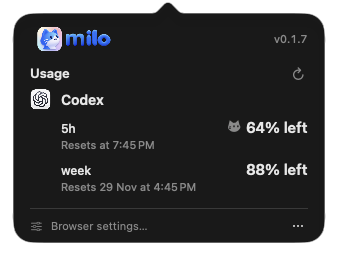 milo
v0.1.7
Usage
Codex
5h
64% left
Resets at 7:45 PM
week
88% left
Resets 29 Nov at 4:45 PM
Browser settings...